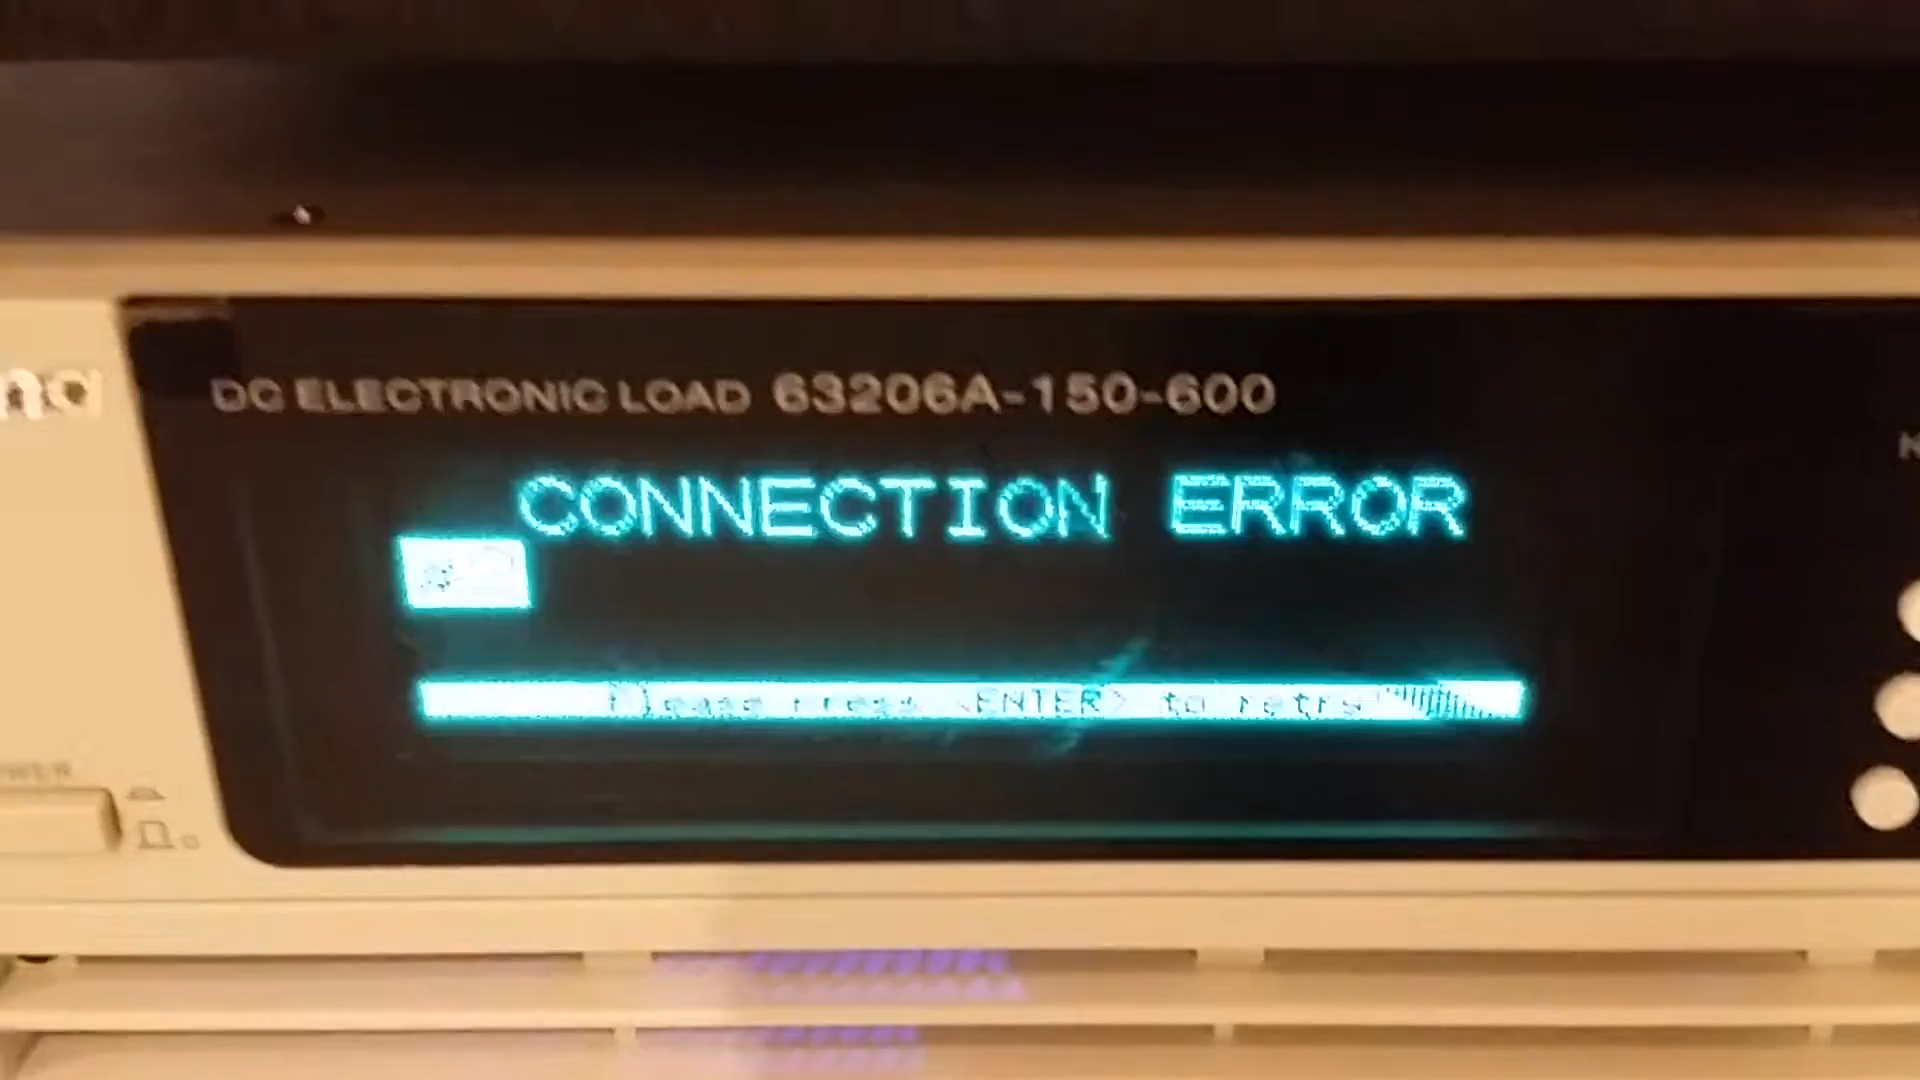 DC ELECTRONIC LOAD 63206A-150-600
CONNECTION ERROR
Please press <ENTER> to retry